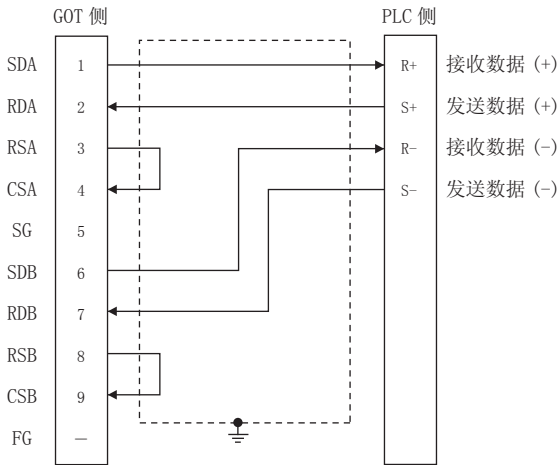 GOT 侧 PLC 侧
SDA 1 R+ 接收数据 (+)
RDA 2 S+ 发送数据 (+)
RSA 3 R- 接收数据 (-)
CSA 4 S- 发送数据 (-)
SG 5
SDB 6
RDB 7
RSB 8
CSB 9
FG -